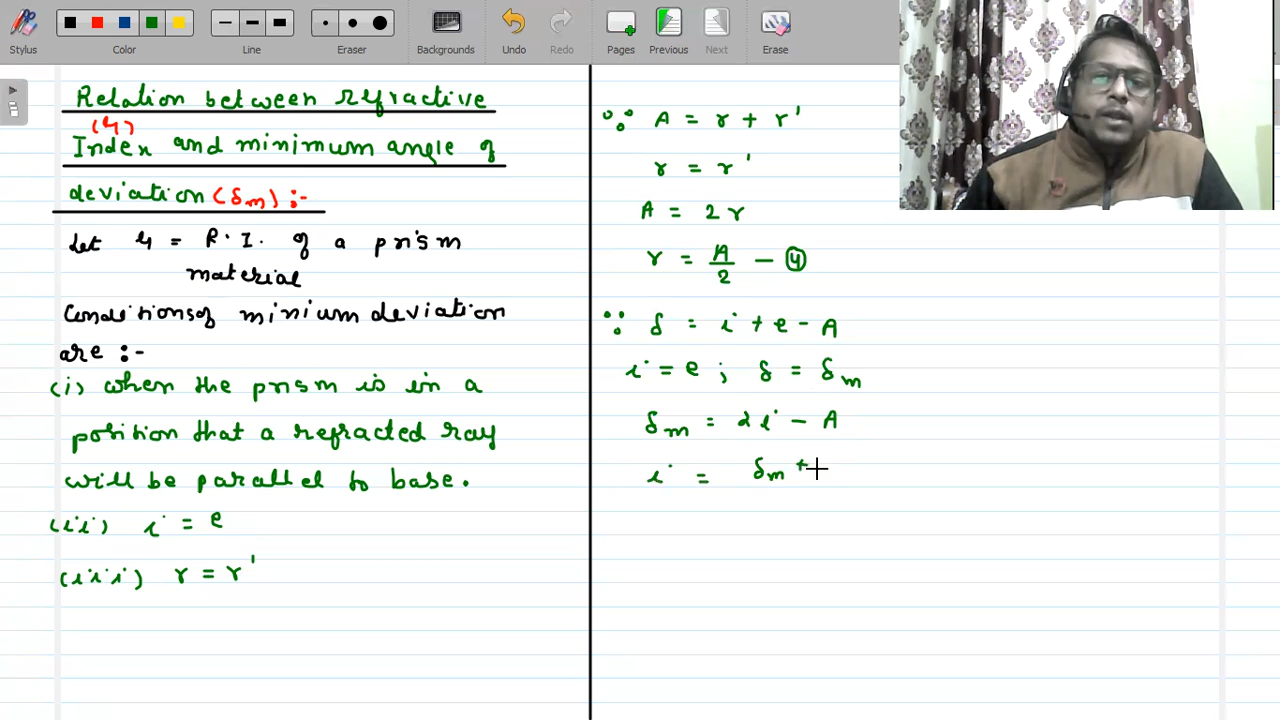 Stylus
Color
Line
Eraser
Backgrounds
Undo
Redo
Pages
Previous
Next
Erase
Relation between refractive
(μ)
Index and minimum angle of
deviation (δm) :-
Let μ = R.I. of a prism
material
Conditions of minium deviation
are :-
(i) when the prism is in a
position that a refracted ray
will be parallel to base.
(ii) i = e
(iii) r = r'
∵ A = r + r'
r = r'
A = 2r
r = A/2 - ④
∵ δ = i + e - A
i = e ; δ = δm
δm = 2i - A
i = δm +